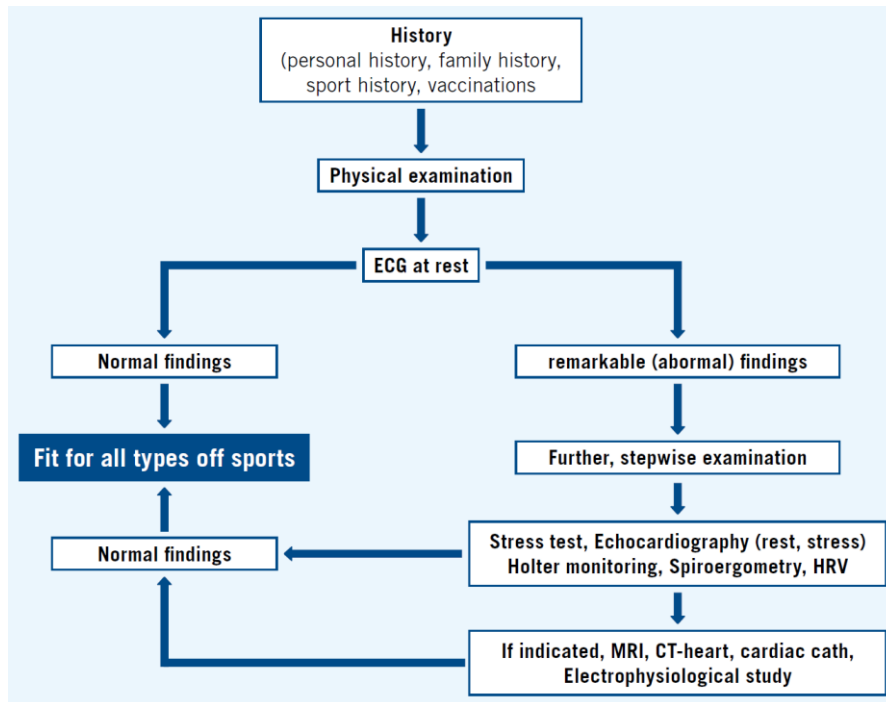 History
(personal history, family history,
sport history, vaccinations
Physical examination
ECG at rest
Normal findings
remarkable (abormal) findings
Fit for all types off sports
Further, stepwise examination
Normal findings
Stress test, Echocardiography (rest, stress)
Holter monitoring, Spiroergometry, HRV
If indicated, MRI, CT-heart, cardiac cath,
Electrophysiological study